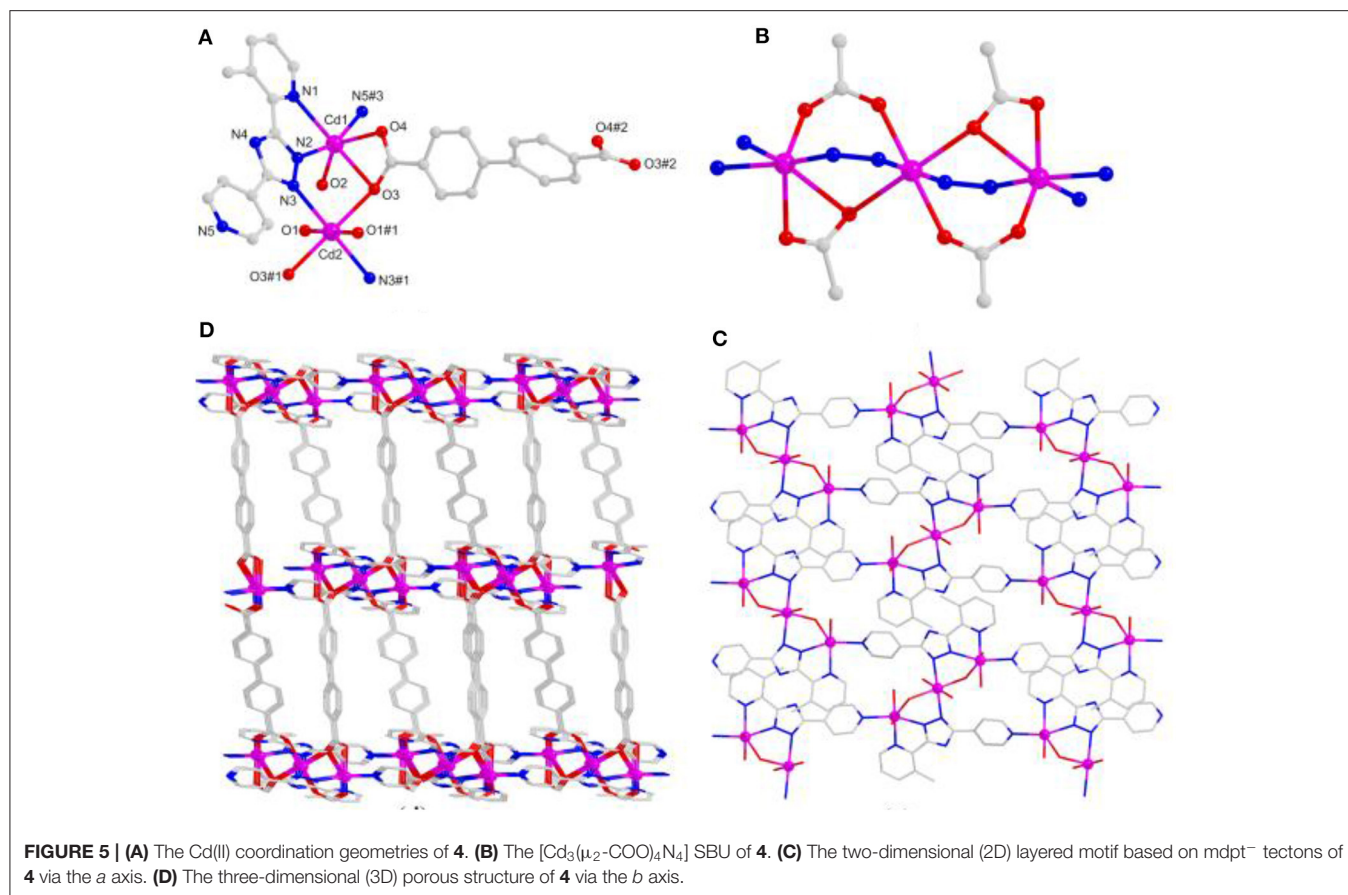 A
B
N1
N5#3
Cd1
O4
N4
N2
O4#2
O3#2
O2
N3
O3
N5
O1
O1#1
Cd2
O3#1
N3#1
D
C
FIGURE 5 | (A) The Cd(II) coordination geometries of 4. (B) The [Cd₃(μ₂-COO)₄N₄] SBU of 4. (C) The two-dimensional (2D) layered motif based on mdpt⁻ tectons of
4 via the a axis. (D) The three-dimensional (3D) porous structure of 4 via the b axis.